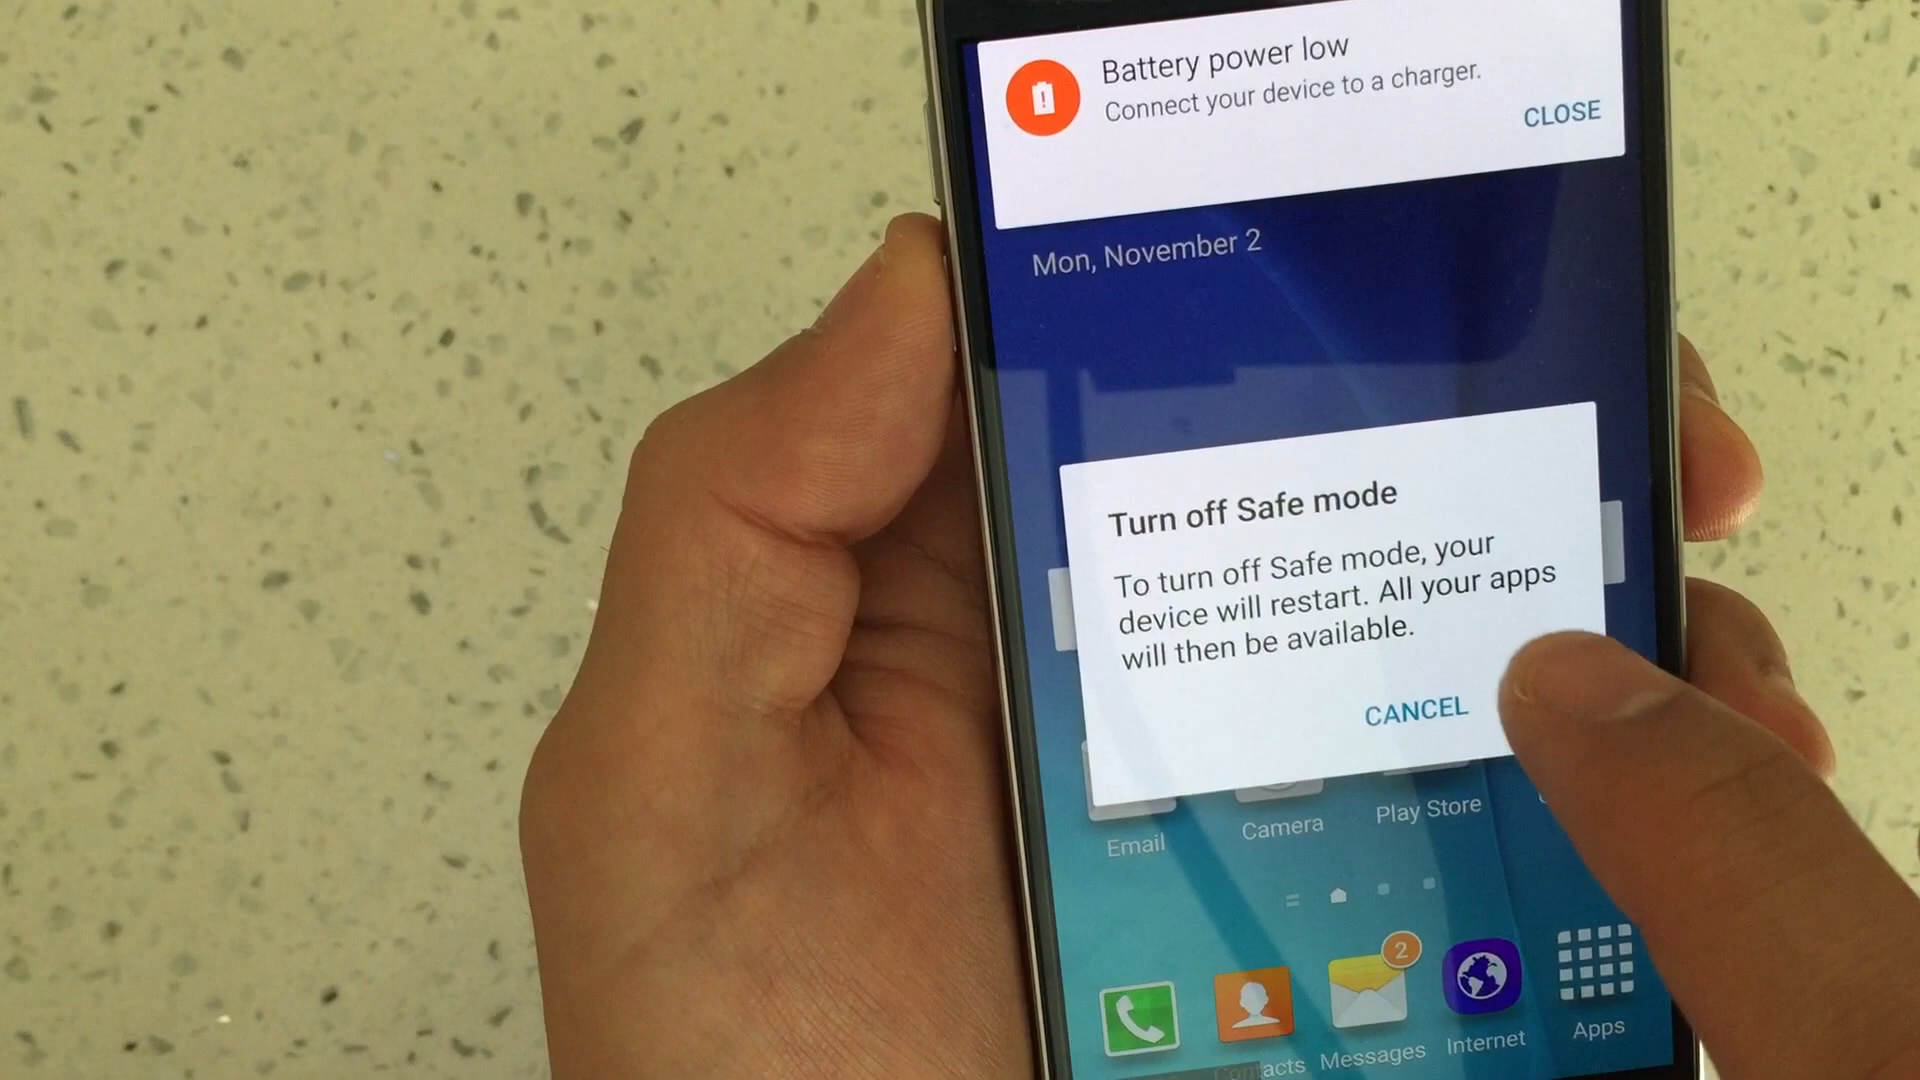 Battery power low
Connect your device to a charger.
CLOSE
Mon, November 2
Turn off Safe mode
To turn off Safe mode, your
device will restart. All your apps
will then be available.
CANCEL
Email
Camera
Play Store
2
Contacts
Messages
Internet
Apps